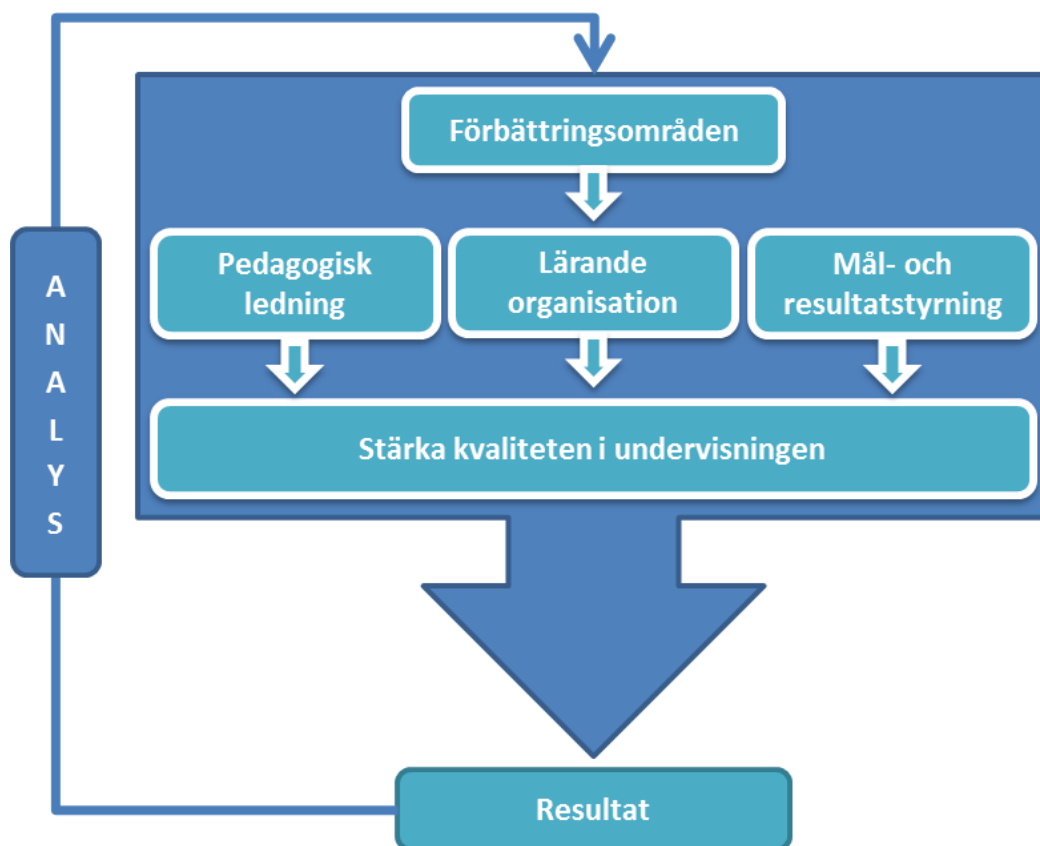 Förbättringsområden
Pedagogisk
ledning
Lärande
organisation
Mål- och
resultatstyrning
A
N
A
L
Y
S
Stärka kvaliteten i undervisningen
Resultat